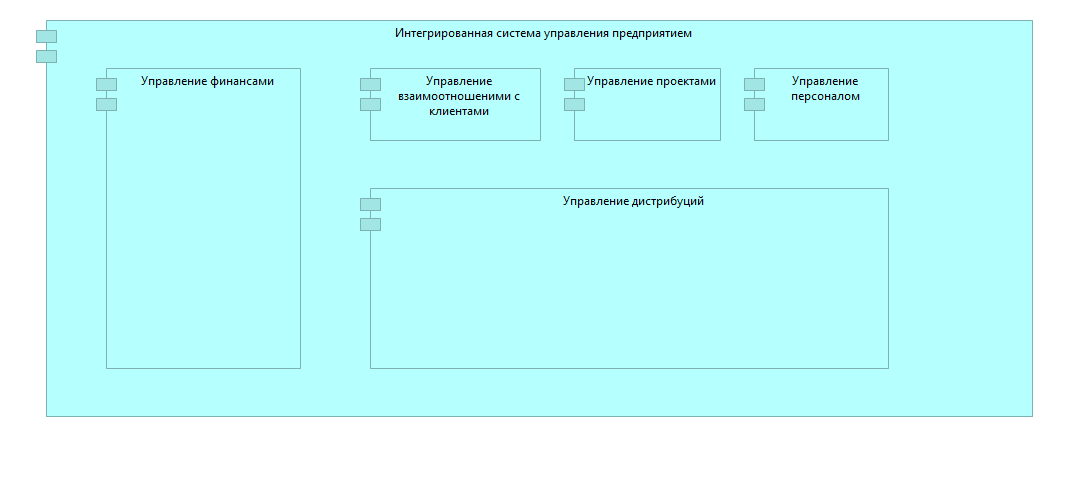 Интегрированная система управления предприятием
Управление финансами
Управление
взаимоотношеними с
клиентами
Управление проектами
Управление
персоналом
Управление дистрибуций